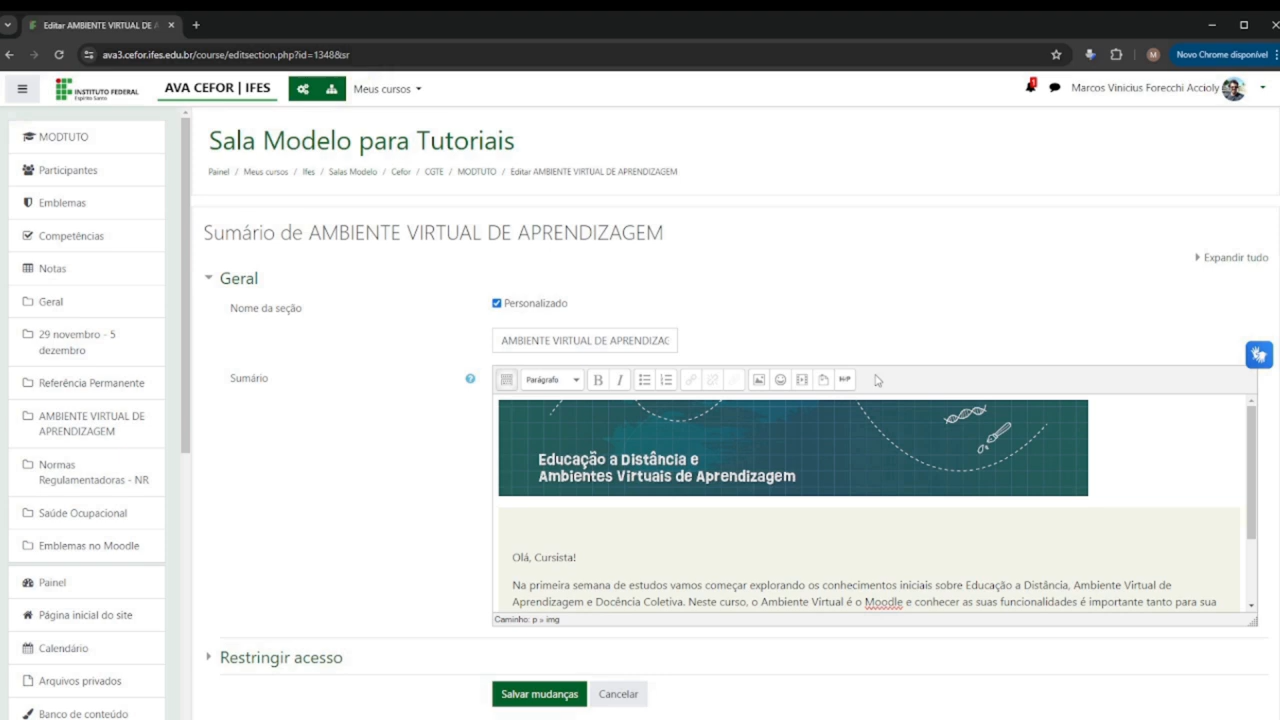 Editar AMBIENTE VIRTUAL DE A
ava3.cefor.ifes.edu.br/course/editsection.php?id=1348&sr
M
Novo Chrome disponível
INSTITUTO FEDERAL
Espírito Santo
AVA CEFOR | IFES
Meus cursos
1
Marcos Vinicius Forecchi Accioly
MODTUTO
Participantes
Emblemas
Competências
Notas
Geral
29 novembro - 5
dezembro
Referência Permanente
AMBIENTE VIRTUAL DE
APRENDIZAGEM
Normas
Regulamentadoras - NR
Saúde Ocupacional
Emblemas no Moodle
Painel
Página inicial do site
Calendário
Arquivos privados
Banco de conteúdo
Sala Modelo para Tutoriais
Painel / Meus cursos / Ifes / Salas Modelo / Cefor / CGTE / MODTUTO / Editar AMBIENTE VIRTUAL DE APRENDIZAGEM
Sumário de AMBIENTE VIRTUAL DE APRENDIZAGEM
Expandir tudo
Geral
Nome da seção
Personalizado
AMBIENTE VIRTUAL DE APRENDIZAG
Sumário
Parágrafo
B I
H5P
Educação a Distância e
Ambientes Virtuais de Aprendizagem
Olá, Cursista!
Na primeira semana de estudos vamos começar explorando os conhecimentos iniciais sobre Educação a Distância, Ambiente Virtual de
Aprendizagem e Docência Coletiva. Neste curso, o Ambiente Virtual é o Moodle e conhecer as suas funcionalidades é importante tanto para sua
Caminho: p » img
Restringir acesso
Salvar mudanças
Cancelar